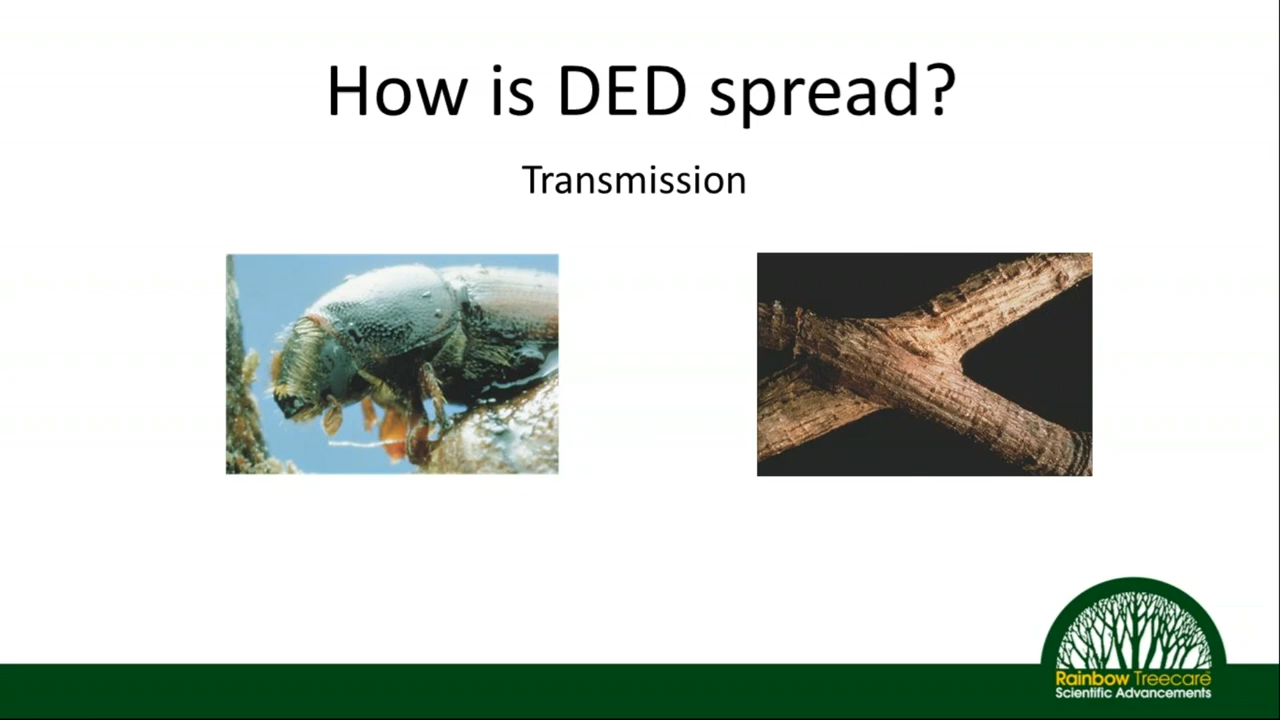 How is DED spread?
Transmission
Rainbow Treecare
Scientific Advancements